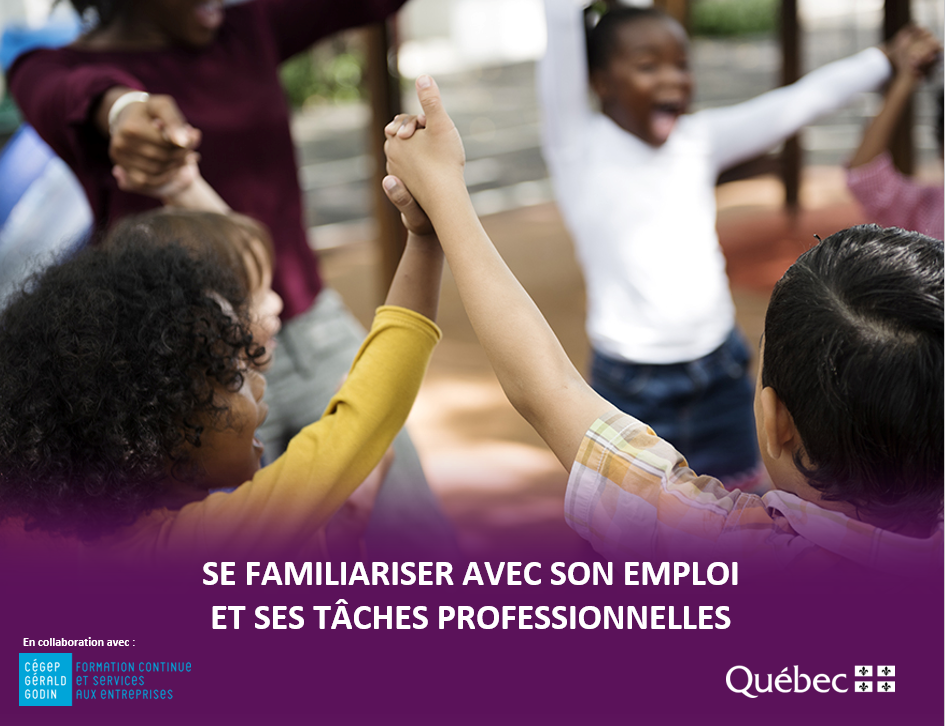 SE FAMILIARISER AVEC SON EMPLOI
ET SES TÂCHES PROFESSIONNELLES
En collaboration avec :
CÉGEP
GÉRALD
GODIN
FORMATION CONTINUE
ET SERVICES
AUX ENTREPRISES
Québec